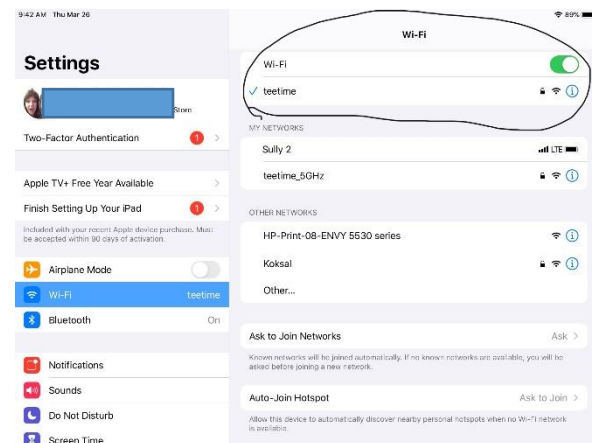 9:42 AM Thu Mar 26
89%
Settings
Store
Two-Factor Authentication
1
Apple TV+ Free Year Available
Finish Setting Up Your iPad
1
Included with your recent Apple device purchase. Must
be accepted within 90 days of activation.
Airplane Mode
Wi-Fi
teetime
Bluetooth
On
Notifications
Sounds
Do Not Disturb
Screen Time
Wi-Fi
Wi-Fi
teetime
MY NETWORKS
Sully 2
LTE
teetime_5GHz
OTHER NETWORKS
HP-Print-08-ENVY 5530 series
Koksal
Other...
Ask to Join Networks
Ask
Known networks will be joined automatically. If no known networks are available, you will be
asked before joining a new network.
Auto-Join Hotspot
Ask to Join
Allow this device to automatically discover nearby personal hotspots when no Wi-Fi network
is available.